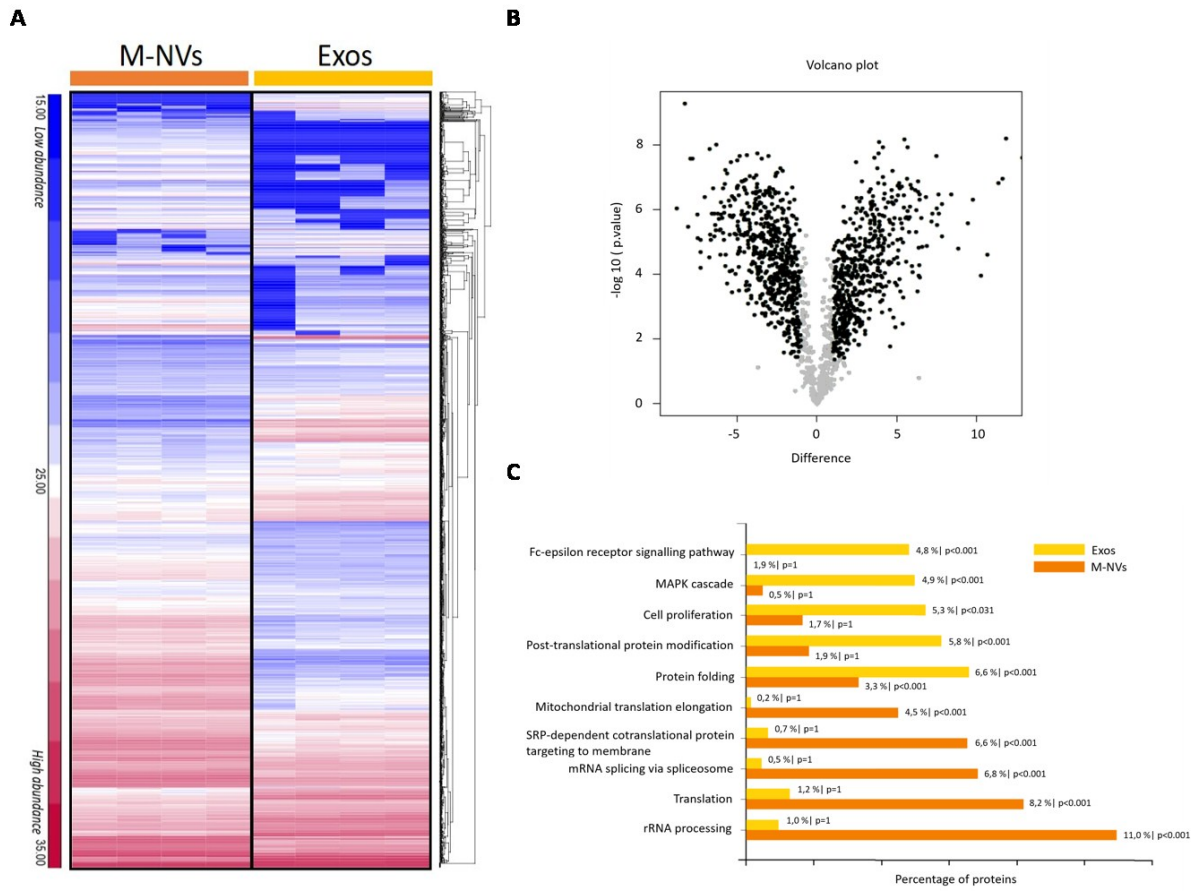 A
B
M-NVs
Exos
15.00
Low abundance
25.00
High abundance
35.00
Volcano plot
-log 10 ( p.value)
8
6
4
2
0
-5
0
5
10
Difference
C
Exos
M-NVs
Fc-epsilon receptor signalling pathway
4,8 %| p<0.001
1,9 %| p=1
MAPK cascade
4,9 %| p<0.001
0,5 %| p=1
Cell proliferation
5,3 %| p<0.031
1,7 %| p=1
Post-translational protein modification
5,8 %| p<0.001
1,9 %| p=1
Protein folding
6,6 %| p<0.001
3,3 %| p<0.001
Mitochondrial translation elongation
0,2 %| p=1
4,5 %| p<0.001
SRP-dependent cotranslational protein
targeting to membrane
0,7 %| p=1
6,6 %| p<0.001
mRNA splicing via spliceosome
0,5 %| p=1
6,8 %| p<0.001
Translation
1,2 %| p=1
8,2 %| p<0.001
rRNA processing
1,0 %| p=1
11,0 %| p<0.001
Percentage of proteins